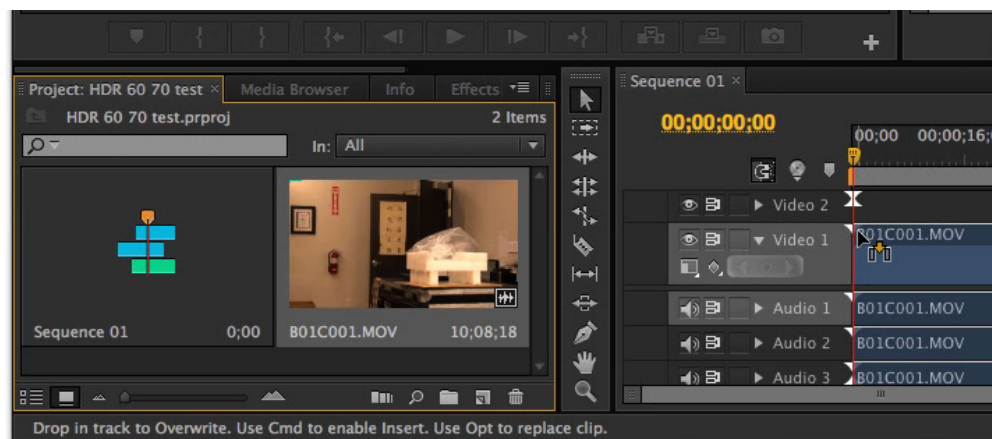 Project: HDR 60 70 test × Media Browser Info Effects
HDR 60 70 test.prproj 2 Items
In: All
Sequence 01 0;00
B01C001.MOV 10;08;18
Sequence 01 ×
00;00;00;00
00;00 00;00;16;
Video 2
Video 1 B01C001.MOV
Audio 1 B01C001.MOV
Audio 2 B01C001.MOV
Audio 3 B01C001.MOV
Drop in track to Overwrite. Use Cmd to enable Insert. Use Opt to replace clip.